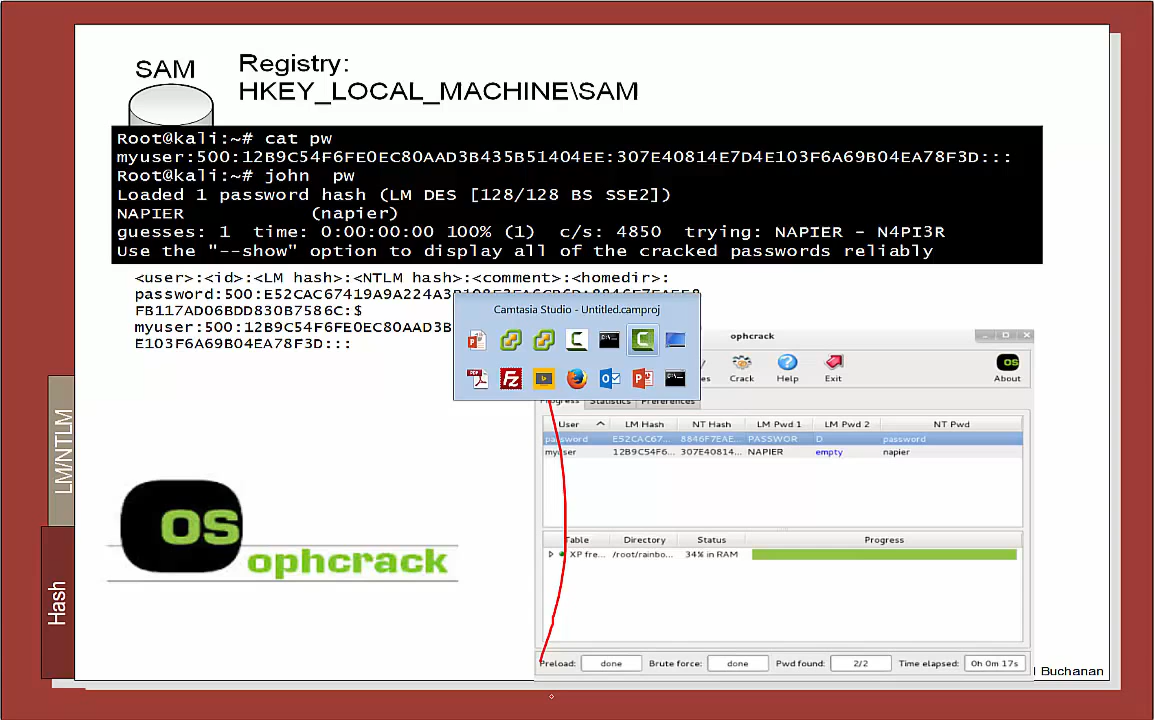 SAM
Registry:
HKEY_LOCAL_MACHINE\SAM
Root@kali:~# cat pw
myuser:500:12B9C54F6FE0EC80AAD3B435B51404EE:307E40814E7D4E103F6A69B04EA78F3D:::
Root@kali:~# john pw
Loaded 1 password hash (LM DES [128/128 BS SSE2])
NAPIER (napier)
guesses: 1 time: 0:00:00:00 100% (1) c/s: 4850 trying: NAPIER - N4PI3R
Use the "--show" option to display all of the cracked passwords reliably
<user>:<id>:<LM hash>:<NTLM hash>:<comment>:<homedir>:
password:500:E52CAC67419A9A224A3
FB117AD06BDD830B7586C:$
myuser:500:12B9C54F6FE0EC80AAD3B
E103F6A69B04EA78F3D:::
Camtasia Studio - Untitled.camproj
ophcrack
Crack Help Exit About
OS
Progress Statistics Preferences
User LM Hash NT Hash LM Pwd 1 LM Pwd 2 NT Pwd
password E52CAC67... 8846F7EAE... PASSWOR D password
myuser 12B9C54F6... 307E40814... NAPIER empty napier
Table Directory Status Progress
XP fre... /root/rainbo... 34% in RAM
Preload: done Brute force: done Pwd found: 2/2 Time elapsed: 0h 0m 17s
LM/NTLM
Hash
OS
ophcrack
Buchanan